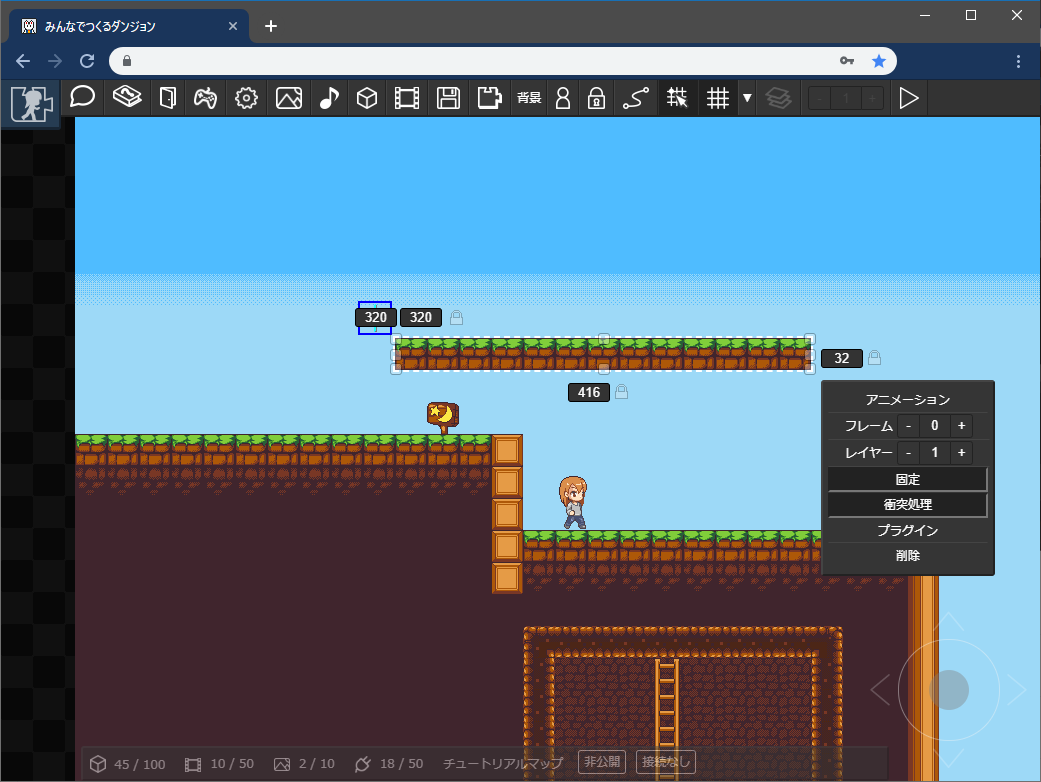 みんなでつくるダンジョン
背景
- 1 +
320 320
32
416
アニメーション
フレーム - 0 +
レイヤー - 1 +
固定
衝突処理
プラグイン
削除
45 / 100 10 / 50 2 / 10 18 / 50 チュートリアルマップ 非公開 接続なし